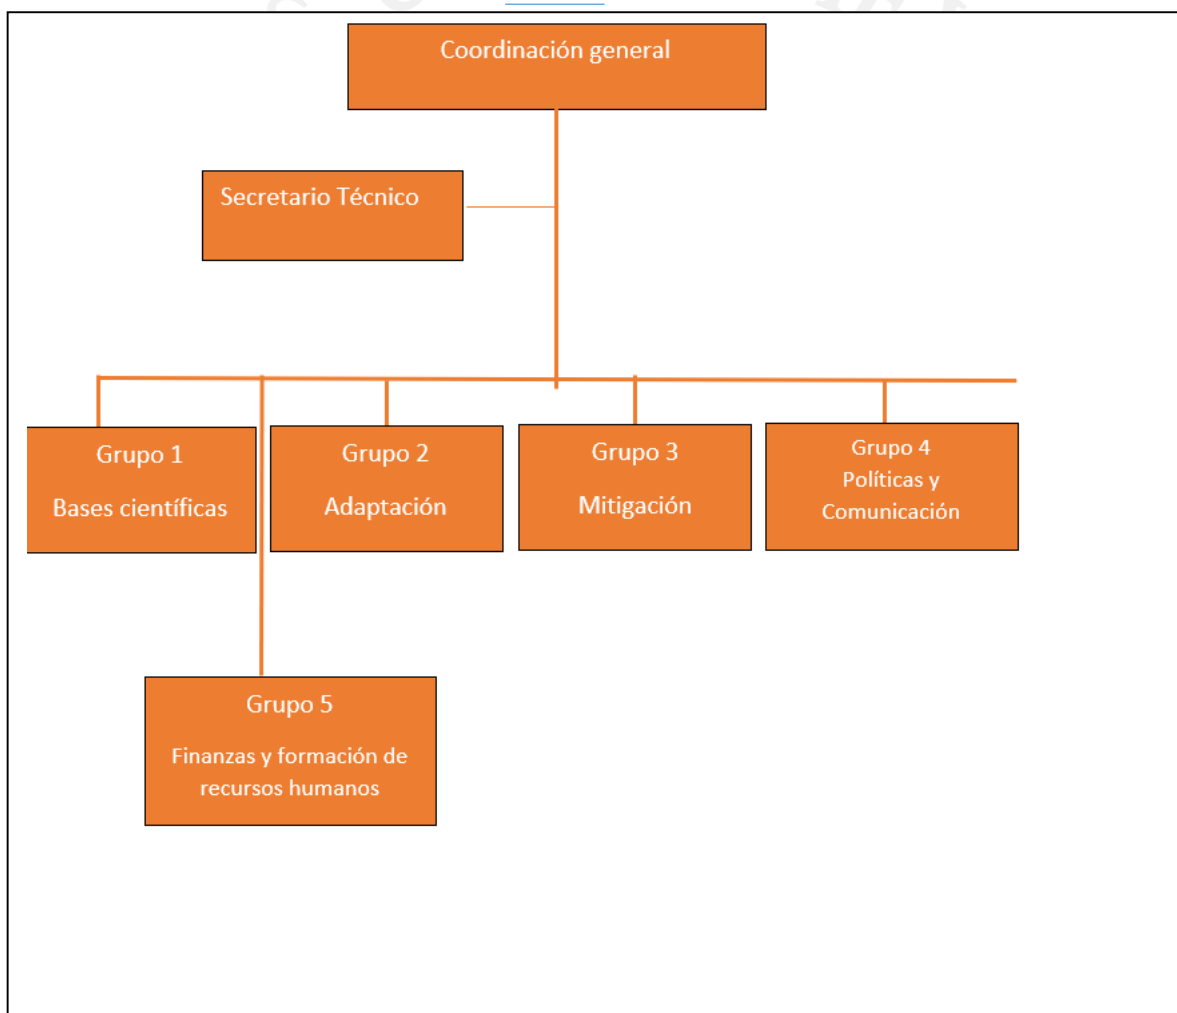 Coordinación general
Secretario Técnico
Grupo 1
Bases científicas
Grupo 2
Adaptación
Grupo 3
Mitigación
Grupo 4
Políticas y
Comunicación
Grupo 5
Finanzas y formación de
recursos humanos